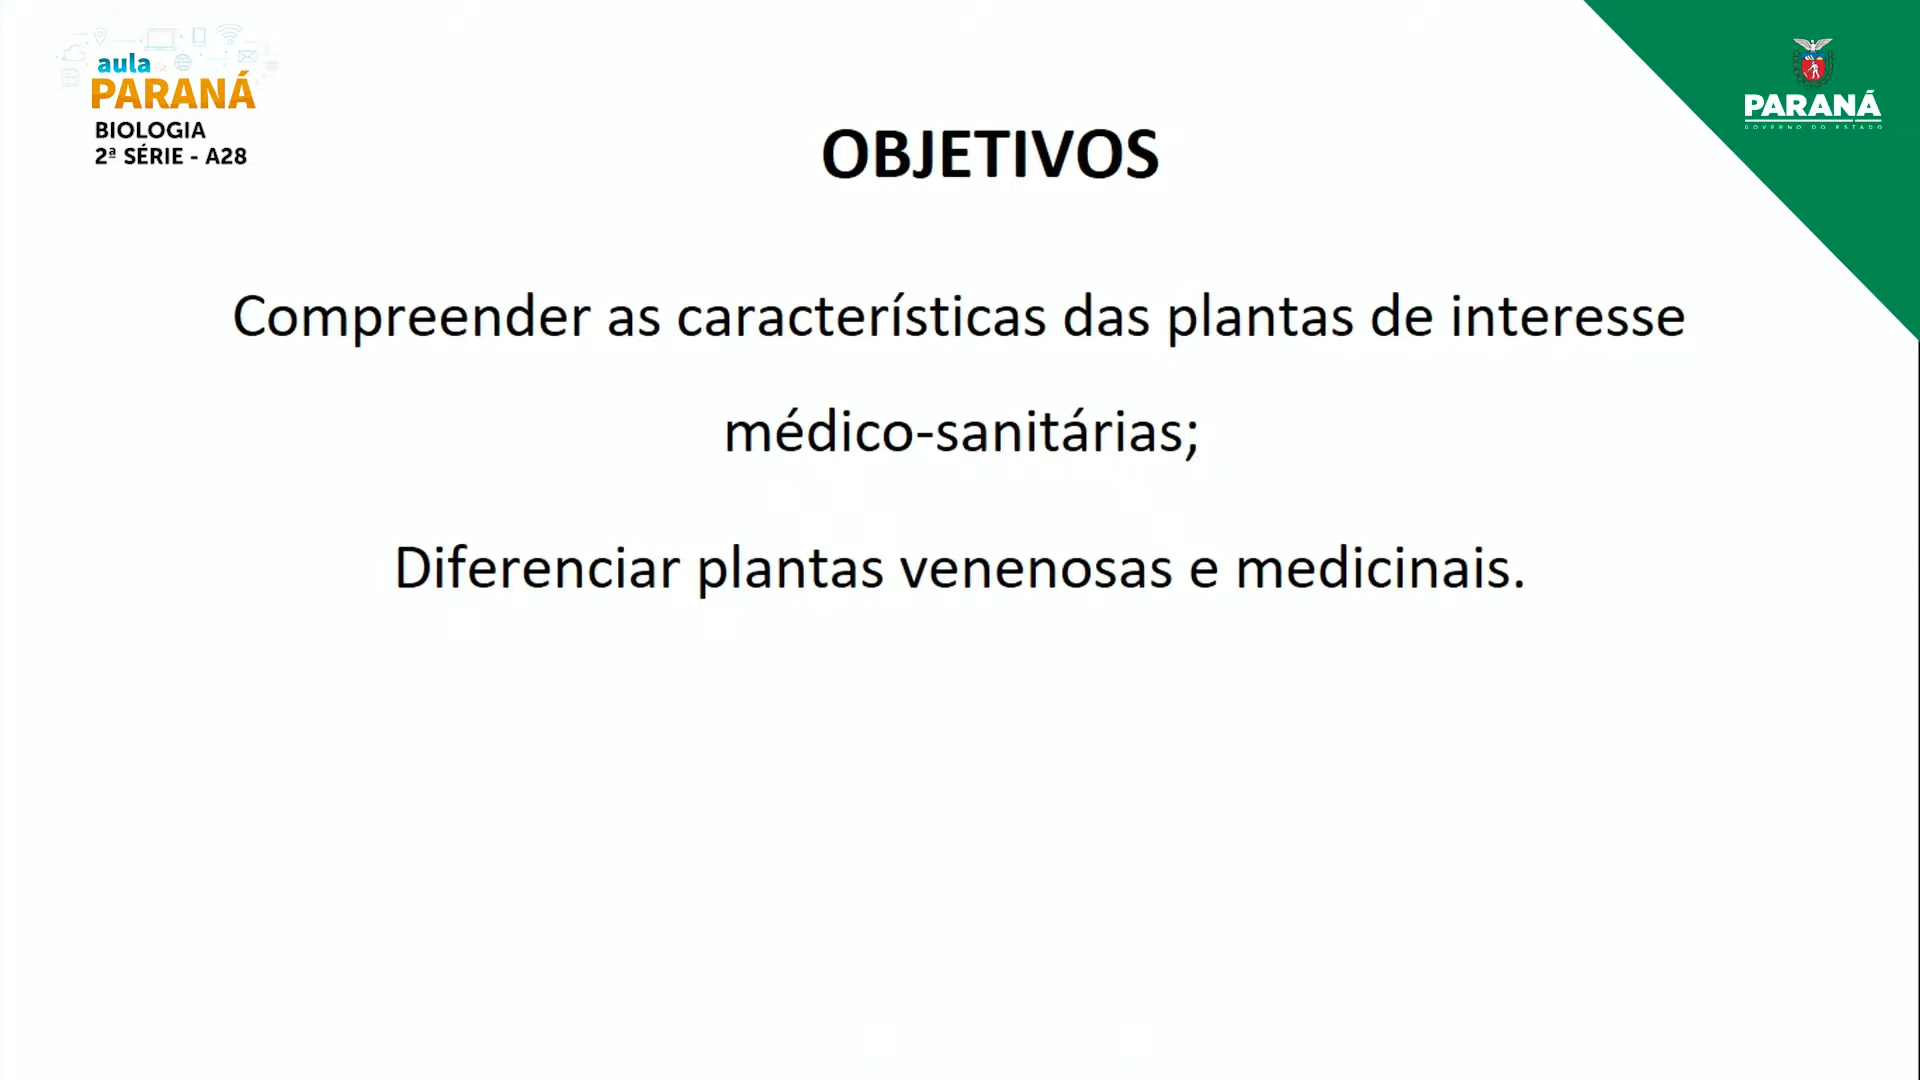 aula
PARANÁ
BIOLOGIA
2ª SÉRIE - A28
PARANÁ
GOVERNO DO ESTADO
OBJETIVOS
Compreender as características das plantas de interesse
médico-sanitárias;
Diferenciar plantas venenosas e medicinais.